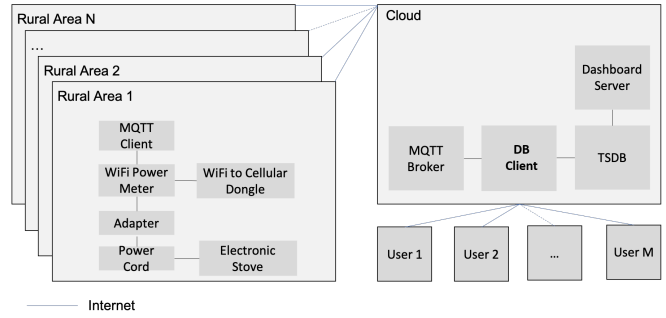 Rural Area N
...
Rural Area 2
Rural Area 1
MQTT
Client
WiFi Power
Meter
WiFi to Cellular
Dongle
Adapter
Power
Cord
Electronic
Stove
Internet
Cloud
Dashboard
Server
MQTT
Broker
DB
Client
TSDB
User 1
User 2
...
User M